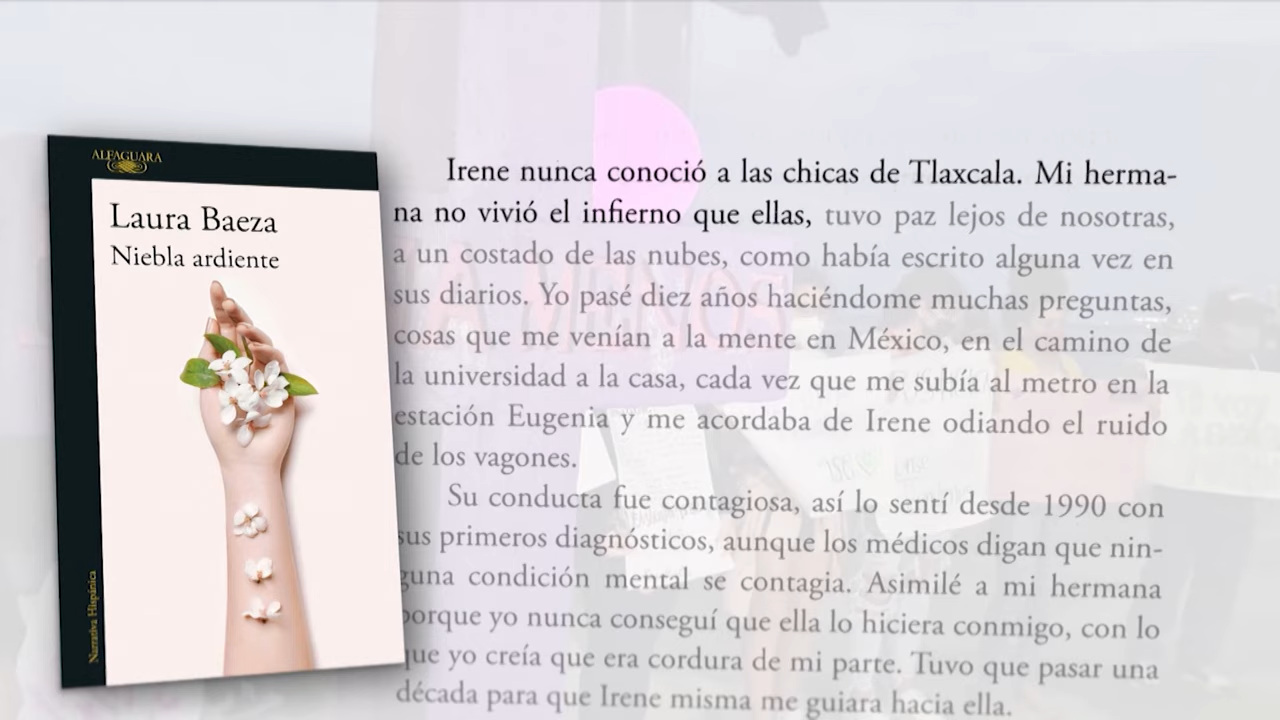 ALFAGUARA
Laura Baeza
Niebla ardiente
Narrativa Hispánica
Irene nunca conoció a las chicas de Tlaxcala. Mi herma-
na no vivió el infierno que ellas, tuvo paz lejos de nosotras,
a un costado de las nubes, como había escrito alguna vez en
sus diarios. Yo pasé diez años haciéndome muchas preguntas,
cosas que me venían a la mente en México, en el camino de
la universidad a la casa, cada vez que me subía al metro en la
estación Eugenia y me acordaba de Irene odiando el ruido
de los vagones.
Su conducta fue contagiosa, así lo sentí desde 1990 con
sus primeros diagnósticos, aunque los médicos digan que nin-
guna condición mental se contagia. Asimilé a mi hermana
porque yo nunca conseguí que ella lo hiciera conmigo, con lo
que yo creía que era cordura de mi parte. Tuvo que pasar una
década para que Irene misma me guiara hacia ella.